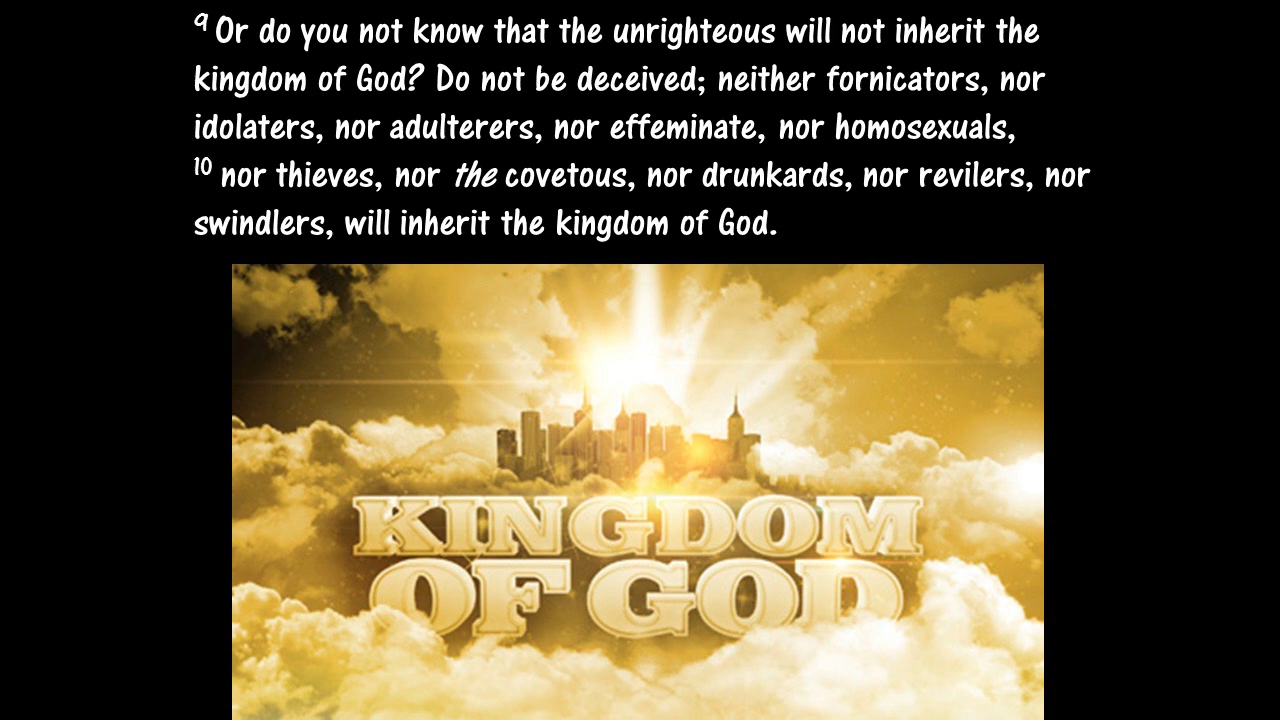 9 Or do you not know that the unrighteous will not inherit the
kingdom of God? Do not be deceived; neither fornicators, nor
idolaters, nor adulterers, nor effeminate, nor homosexuals,
10 nor thieves, nor the covetous, nor drunkards, nor revilers, nor
swindlers, will inherit the kingdom of God.
KINGDOM
OF GOD